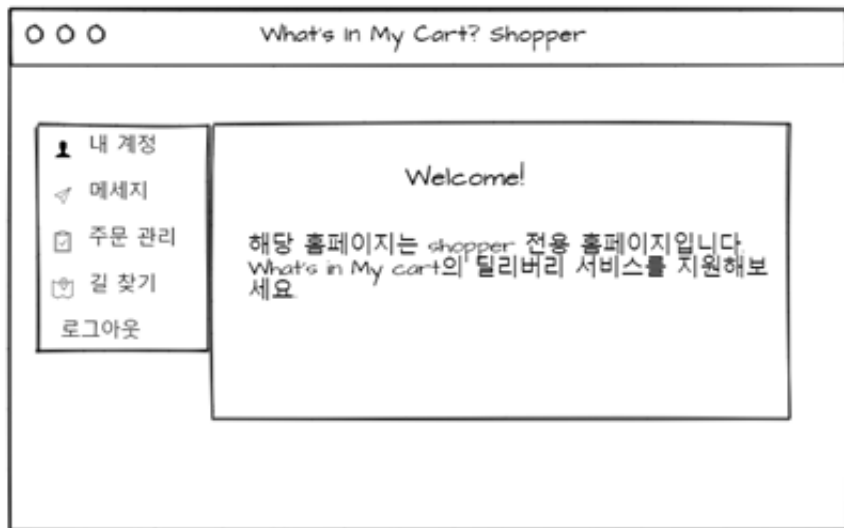 What's In My Cart? Shopper
내 계정
메세지
주문 관리
길 찾기
로그아웃
Welcome!
해당 홈페이지는 shopper 전용 홈페이지입니다.
What's in My cart의 딜리버리 서비스를 지원해보
세요.